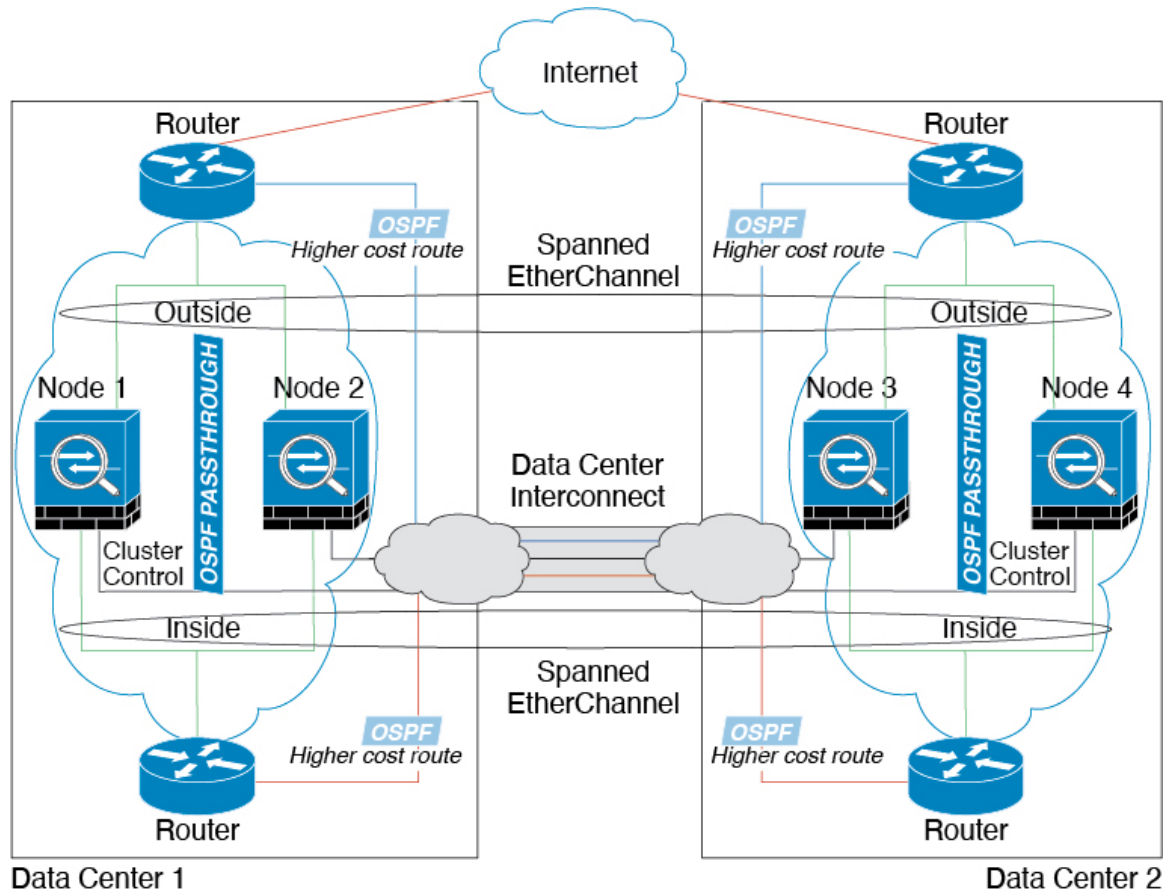 Internet
Router
Router
OSPF
Higher cost route
OSPF
Higher cost route
Spanned
EtherChannel
Outside
Outside
Node 1
Node 2
Node 3
Node 4
OSPF PASSTHROUGH
OSPF PASSTHROUGH
Data Center
Interconnect
Cluster
Control
Cluster
Control
Inside
Inside
Spanned
EtherChannel
OSPF
Higher cost route
OSPF
Higher cost route
Router
Router
Data Center 1
Data Center 2